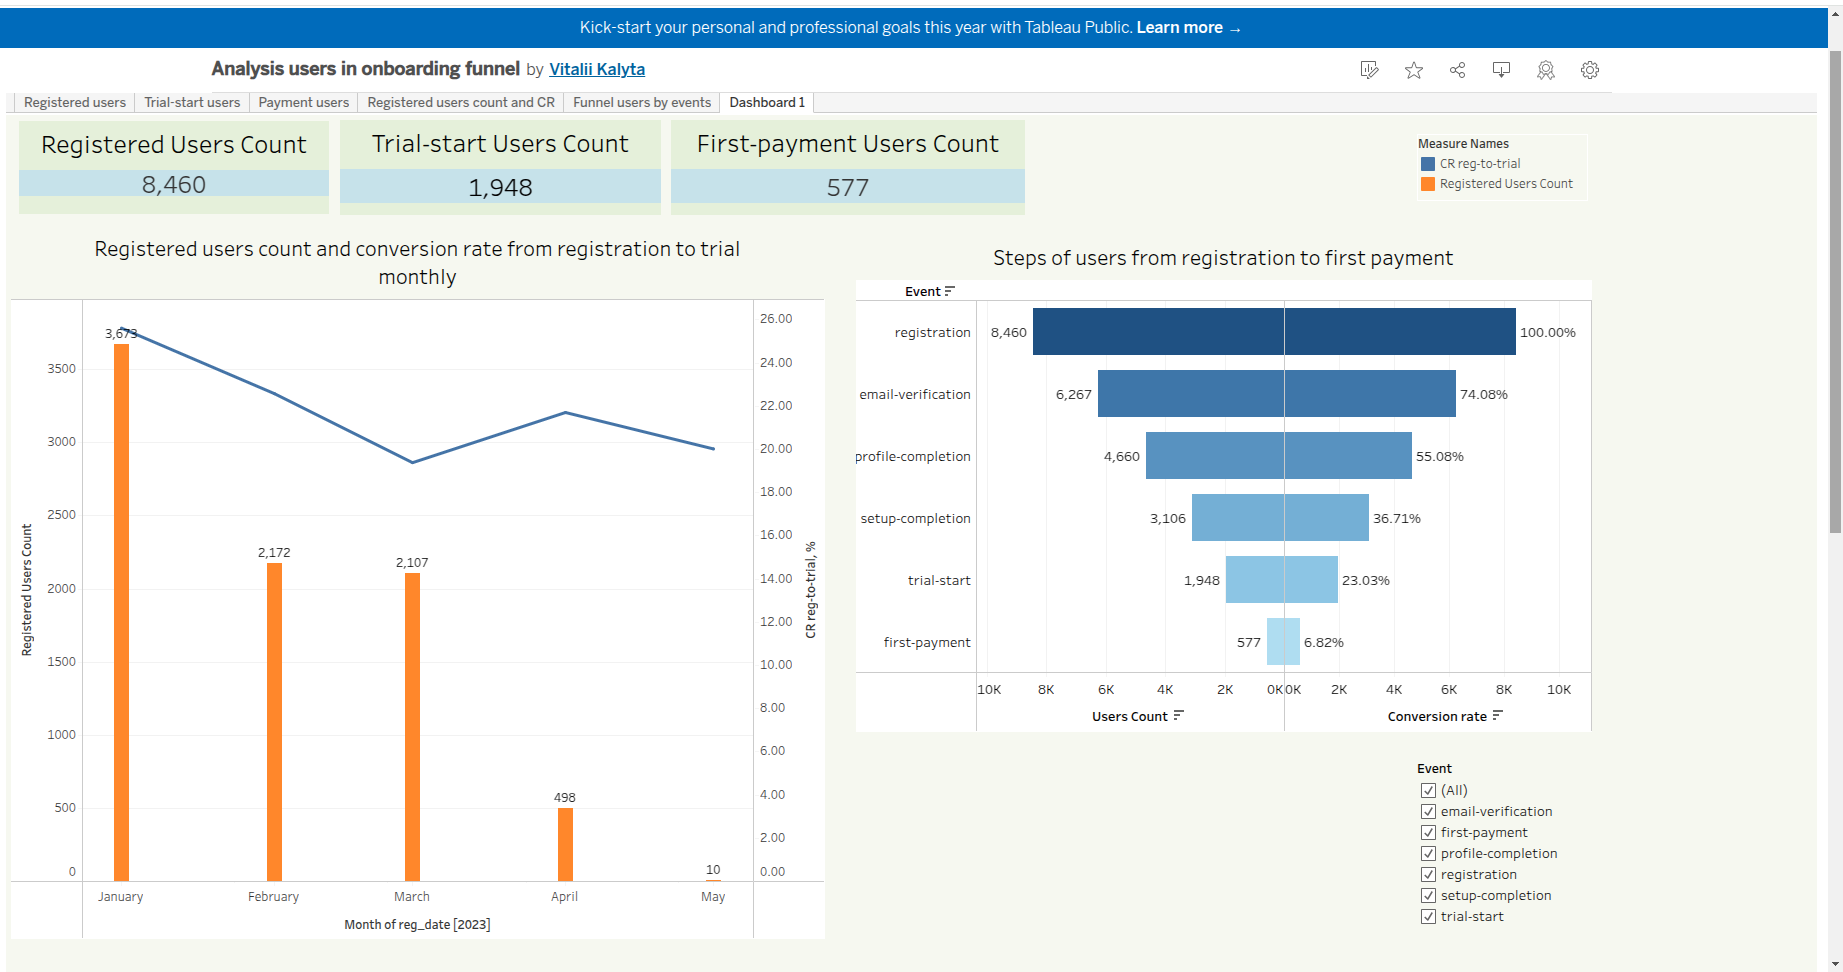 Kick-start your personal and professional goals this year with Tableau Public. Learn more →
Analysis users in onboarding funnel by Vitalii Kalyta
Registered users
Trial-start users
Payment users
Registered users count and CR
Funnel users by events
Dashboard 1
Registered Users Count
8,460
Trial-start Users Count
1,948
First-payment Users Count
577
Measure Names
CR reg-to-trial
Registered Users Count
Registered users count and conversion rate from registration to trial
monthly
Registered Users Count
3500
3000
2500
2000
1500
1000
500
0
3,673
2,172
2,107
498
10
26.00
24.00
22.00
20.00
18.00
16.00
14.00
12.00
10.00
8.00
6.00
4.00
2.00
0.00
CR reg-to-trial, %
January
February
March
April
May
Month of reg_date [2023]
Steps of users from registration to first payment
Event
registration 8,460 100.00%
email-verification 6,267 74.08%
profile-completion 4,660 55.08%
setup-completion 3,106 36.71%
trial-start 1,948 23.03%
first-payment 577 6.82%
10K 8K 6K 4K 2K 0K 0K 2K 4K 6K 8K 10K
Users Count
Conversion rate
Event
(All)
email-verification
first-payment
profile-completion
registration
setup-completion
trial-start